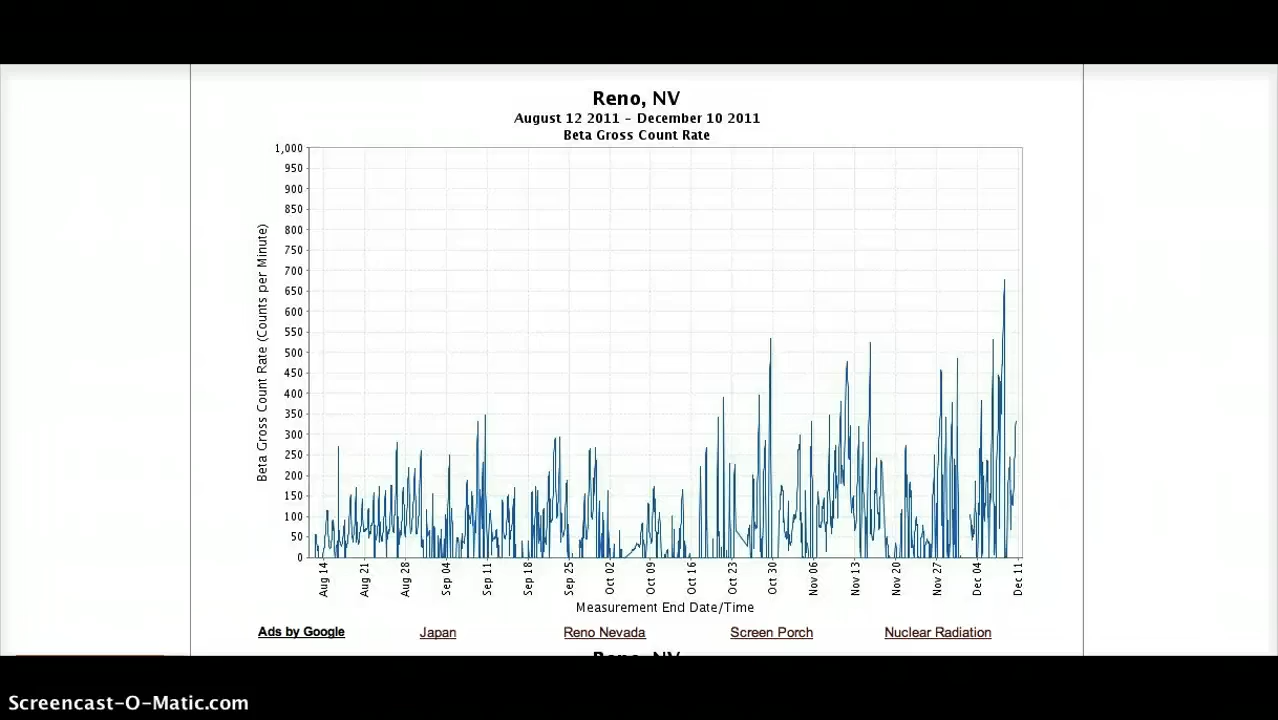 Reno, NV
August 12 2011 - December 10 2011
Beta Gross Count Rate
1,000
950
900
850
800
750
700
650
600
550
500
450
400
350
300
250
200
150
100
50
0
Beta Gross Count Rate (Counts per Minute)
Aug 14 Aug 21 Aug 28 Sep 04 Sep 11 Sep 18 Sep 25 Oct 02 Oct 09 Oct 16 Oct 23 Oct 30 Nov 06 Nov 13 Nov 20 Nov 27 Dec 04 Dec 11
Measurement End Date/Time
Ads by Google Japan Reno Nevada Screen Porch Nuclear Radiation
Reno, NV
Screencast-O-Matic.com